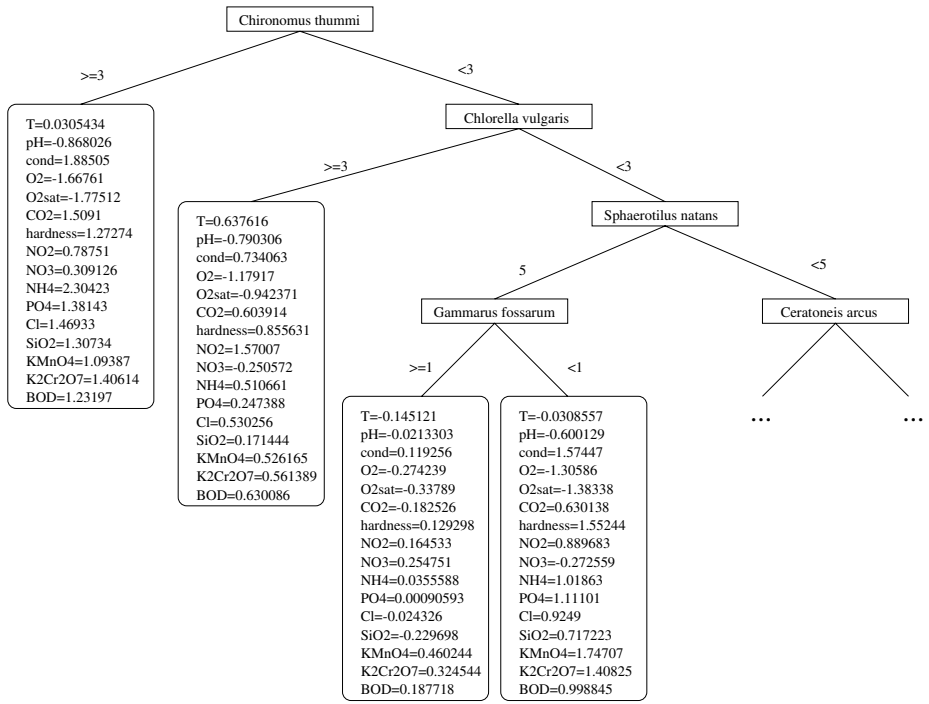 Chironomus thummi
>=3
<3
T=0.0305434
pH=-0.868026
cond=1.88505
O2=-1.66761
O2sat=-1.77512
CO2=1.5091
hardness=1.27274
NO2=0.78751
NO3=0.309126
NH4=2.30423
PO4=1.38143
Cl=1.46933
SiO2=1.30734
KMnO4=1.09387
K2Cr2O7=1.40614
BOD=1.23197
Chlorella vulgaris
>=3
<3
T=0.637616
pH=-0.790306
cond=0.734063
O2=-1.17917
O2sat=-0.942371
CO2=0.603914
hardness=0.855631
NO2=1.57007
NO3=-0.250572
NH4=0.510661
PO4=0.247388
Cl=0.530256
SiO2=0.171444
KMnO4=0.526165
K2Cr2O7=0.561389
BOD=0.630086
Sphaerotilus natans
5
<5
Gammarus fossarum
>=1
<1
T=-0.145121
pH=-0.0213303
cond=0.119256
O2=-0.274239
O2sat=-0.33789
CO2=-0.182526
hardness=0.129298
NO2=0.164533
NO3=0.254751
NH4=0.0355588
PO4=0.00090593
Cl=-0.024326
SiO2=-0.229698
KMnO4=0.460244
K2Cr2O7=0.324544
BOD=0.187718
T=-0.0308557
pH=-0.600129
cond=1.57447
O2=-1.30586
O2sat=-1.38338
CO2=0.630138
hardness=1.55244
NO2=0.889683
NO3=-0.272559
NH4=1.01863
PO4=1.11101
Cl=0.9249
SiO2=0.717223
KMnO4=1.74707
K2Cr2O7=1.40825
BOD=0.998845
Ceratoneis arcus
...
...